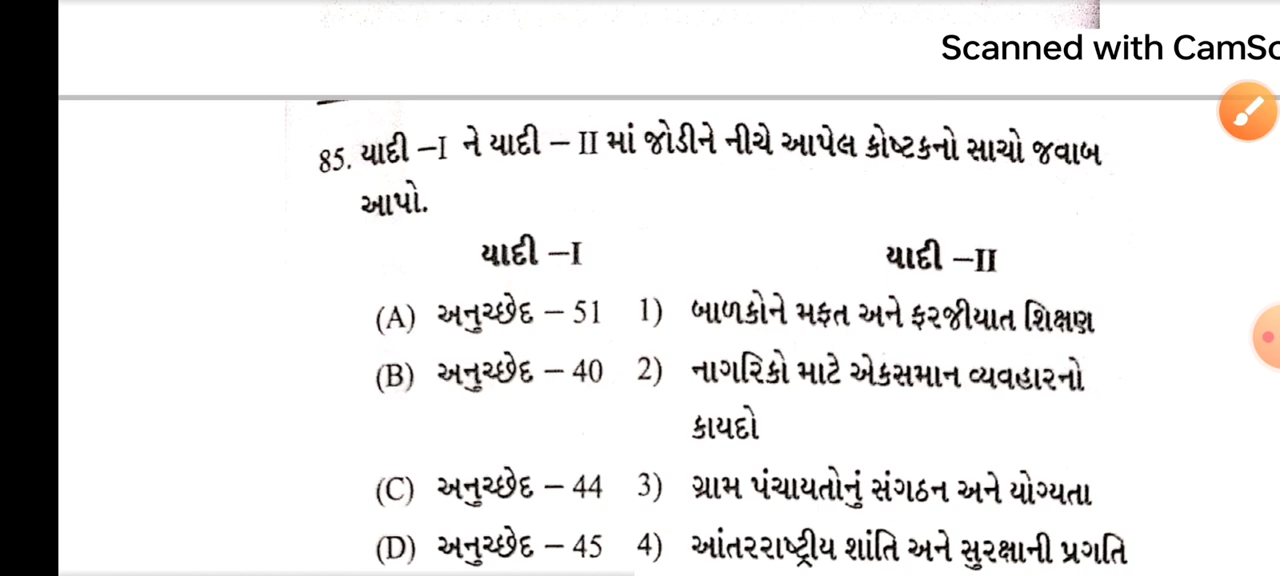 Scanned with CamSc
85. યાદી –I ને યાદી – II માં જોડીને નીચે આપેલ કોષ્ટકનો સાચો જવાબ
આપો.
યાદી –I યાદી –II
(A) અનુચ્છેદ – 51 1) બાળકોને મફત અને ફરજીયાત શિક્ષણ
(B) અનુચ્છેદ – 40 2) નાગરિકો માટે એકસમાન વ્યવહારનો
કાયદો
(C) અનુચ્છેદ – 44 3) ગ્રામ પંચાયતોનું સંગઠન અને યોગ્યતા
(D) અનુચ્છેદ – 45 4) આંતરરાષ્ટ્રીય શાંતિ અને સુરક્ષાની પ્રગતિ